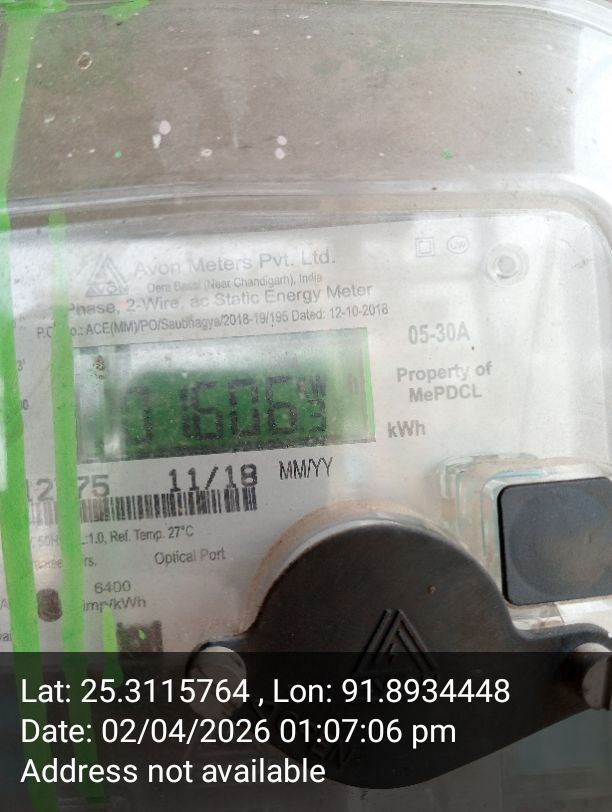 Avon Meters Pvt. Ltd.
Dera Bassi (Near Chandigarh), India
Phase, 2-Wire, ac Static Energy Meter
ACE(MM)/PO/Saubhagya/2018-19/195 Dated: 12-10-2018
AVON
05-30A
Property of
MePDCL
kWh
11/18 MM/YY
1.0, Ref. Temp. 27°C
Optical Port
6400
imp/kWh
Lat: 25.3115764 , Lon: 91.8934448
Date: 02/04/2026 01:07:06 pm
Address not available